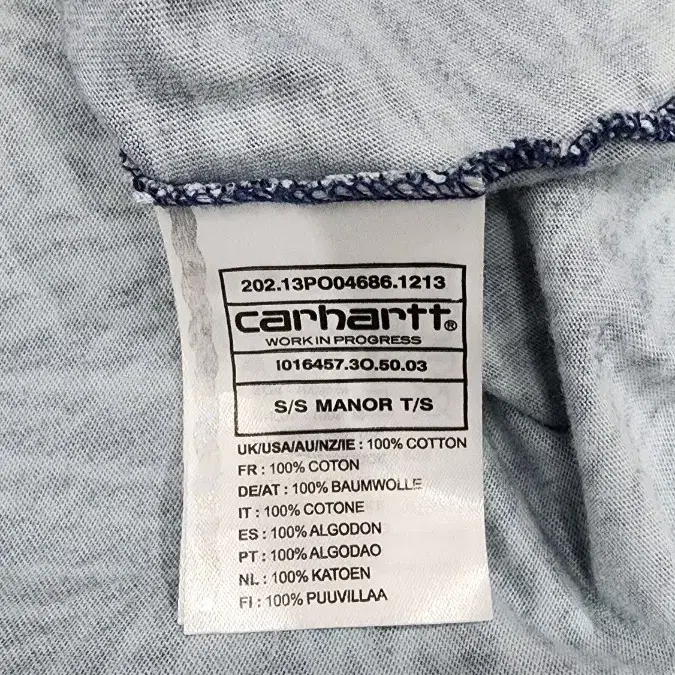 202.13PO04686.1213
carhartt®
WORK IN PROGRESS
I016457.3O.50.03
S/S MANOR T/S
UK/USA/AU/NZ/IE : 100% COTTON
FR : 100% COTON
DE/AT : 100% BAUMWOLLE
IT : 100% COTONE
ES : 100% ALGODON
PT : 100% ALGODAO
NL : 100% KATOEN
FI : 100% PUUVILLAA